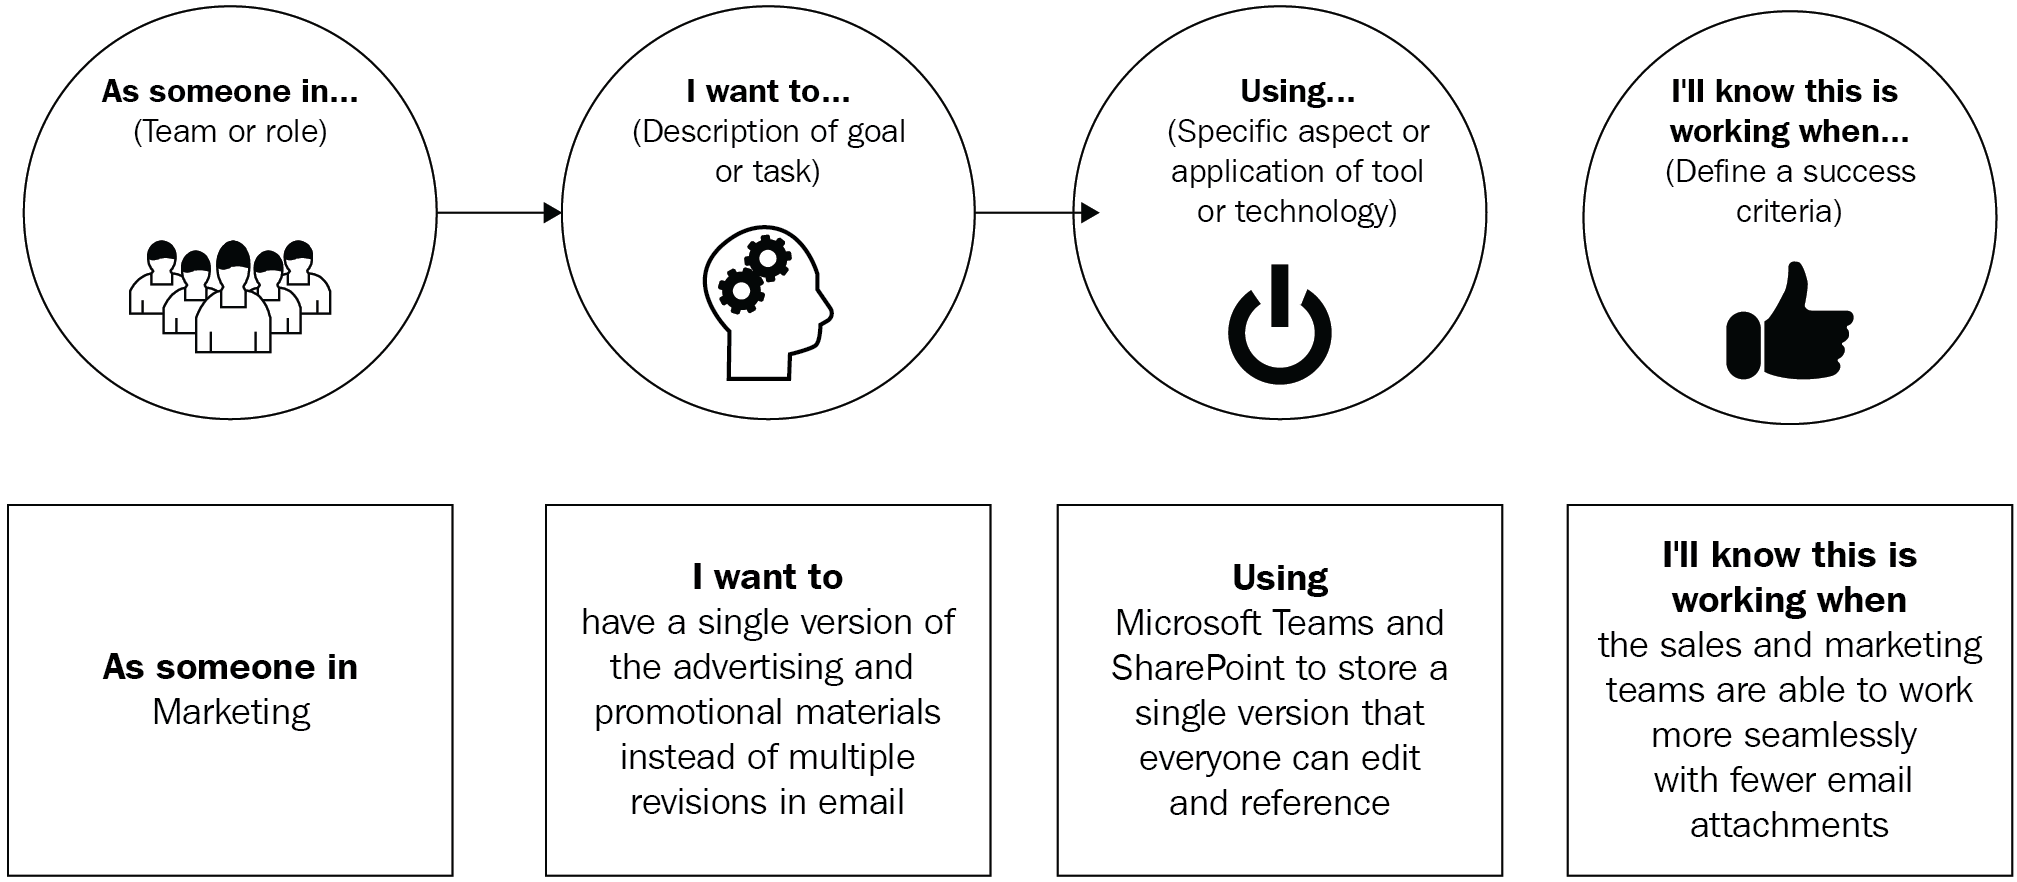 As someone in...
(Team or role)
I want to...
(Description of goal
or task)
Using...
(Specific aspect or
application of tool
or technology)
I'll know this is
working when...
(Define a success
criteria)
As someone in
Marketing
I want to
have a single version of
the advertising and
promotional materials
instead of multiple
revisions in email
Using
Microsoft Teams and
SharePoint to store a
single version that
everyone can edit
and reference
I'll know this is
working when
the sales and marketing
teams are able to work
more seamlessly
with fewer email
attachments